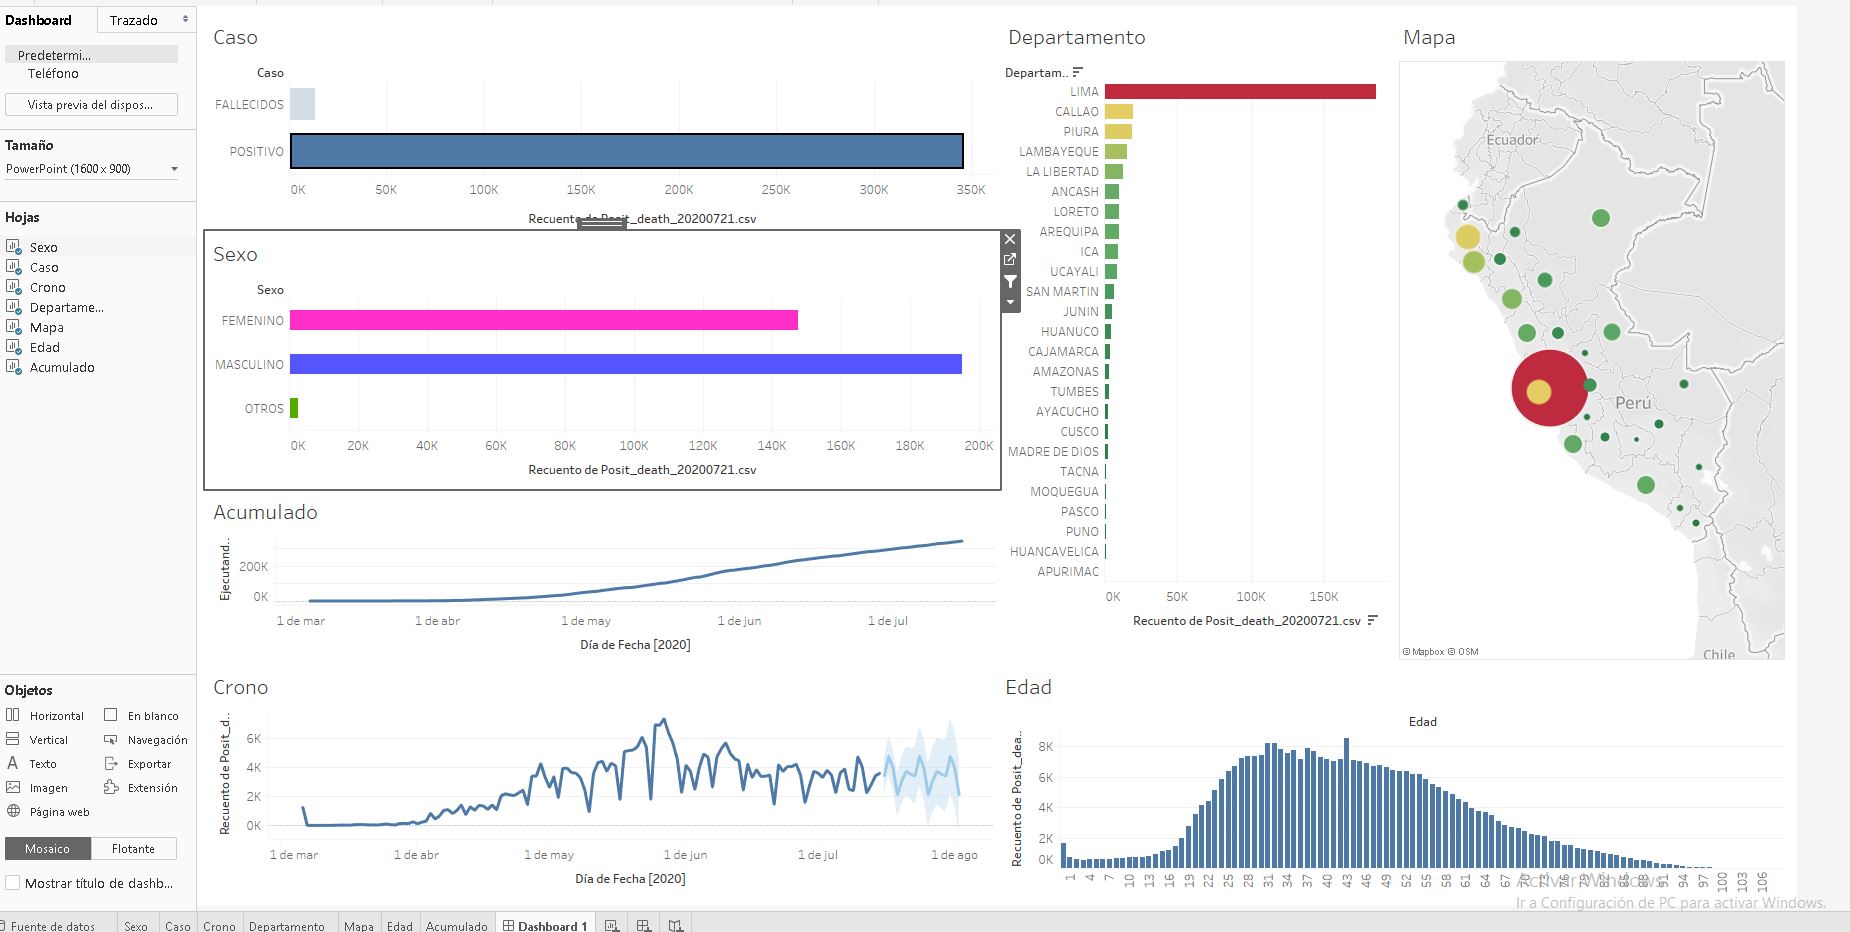 Dashboard
Trazado
Predetermi...
Teléfono
Vista previa del dispos...
Tamaño
PowerPoint (1600 x 900)
Hojas
Sexo
Caso
Crono
Departame...
Mapa
Edad
Acumulado
Objetos
Horizontal
En blanco
Vertical
Navegación
Texto
Exportar
Imagen
Extensión
Página web
Mosaico
Flotante
Mostrar título de dashb...
Caso
Caso
FALLECIDOS
POSITIVO
0K 50K 100K 150K 200K 250K 300K 350K
Recuento de Posit_death_20200721.csv
Sexo
Sexo
FEMENINO
MASCULINO
OTROS
0K 20K 40K 60K 80K 100K 120K 140K 160K 180K 200K
Recuento de Posit_death_20200721.csv
Acumulado
Ejecutand..
200K
0K
1 de mar 1 de abr 1 de may 1 de jun 1 de jul
Día de Fecha [2020]
Crono
Recuento de Posit_d..
6K
4K
2K
0K
1 de mar 1 de abr 1 de may 1 de jun 1 de jul 1 de ago
Día de Fecha [2020]
Departamento
Departam..
LIMA
CALLAO
PIURA
LAMBAYEQUE
LA LIBERTAD
ANCASH
LORETO
AREQUIPA
ICA
UCAYALI
SAN MARTIN
JUNIN
HUANUCO
CAJAMARCA
AMAZONAS
TUMBES
AYACUCHO
CUSCO
MADRE DE DIOS
TACNA
MOQUEGUA
PASCO
PUNO
HUANCAVELICA
APURIMAC
0K 50K 100K 150K
Recuento de Posit_death_20200721.csv
Mapa
Ecuador
Perú
Chile
© Mapbox © OSM
Edad
Edad
Recuento de Posit_dea..
8K
6K
4K
2K
0K
1 4 7 10 13 16 19 22 25 28 31 34 37 40 43 46 49 52 55 58 61 64 67 70 73 76 79 82 85 88 91 94 97 100 103 106
Activar Windows
Ir a Configuración de PC para activar Windows.
Fuente de datos
Sexo
Caso
Crono
Departamento
Mapa
Edad
Acumulado
Dashboard 1